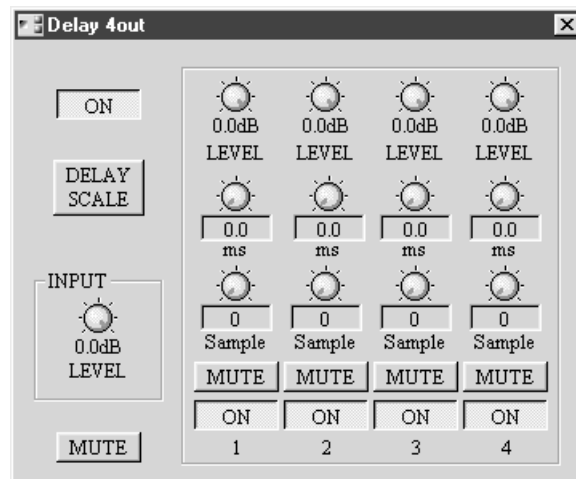 Delay 4out
ON
DELAY
SCALE
INPUT
0.0dB
LEVEL
MUTE
0.0dB 0.0dB 0.0dB 0.0dB
LEVEL LEVEL LEVEL LEVEL
0.0 0.0 0.0 0.0
ms ms ms ms
0 0 0 0
Sample Sample Sample Sample
MUTE MUTE MUTE MUTE
ON ON ON ON
1 2 3 4